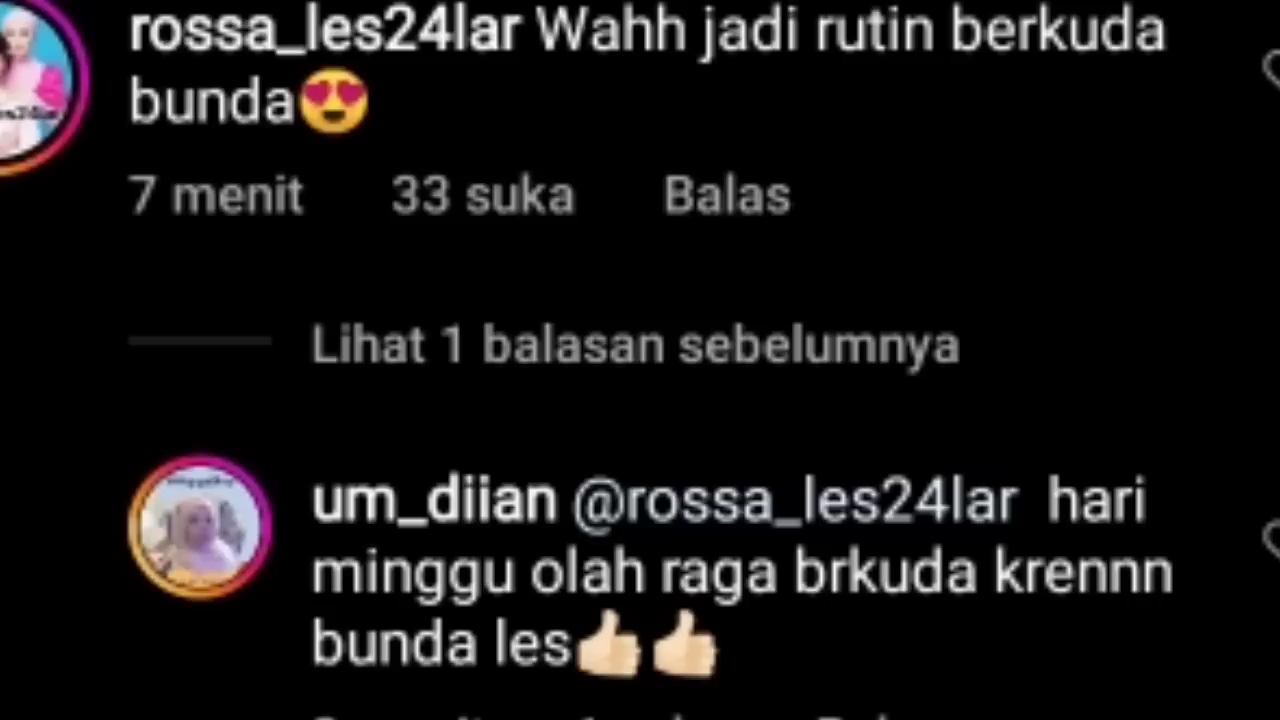 rossa_les24lar Wahh jadi rutin berkuda
bunda😍
7 menit 33 suka Balas
Lihat 1 balasan sebelumnya
um_diian @rossa_les24lar hari
minggu olah raga brkuda krennn
bunda les👍🏻👍🏻